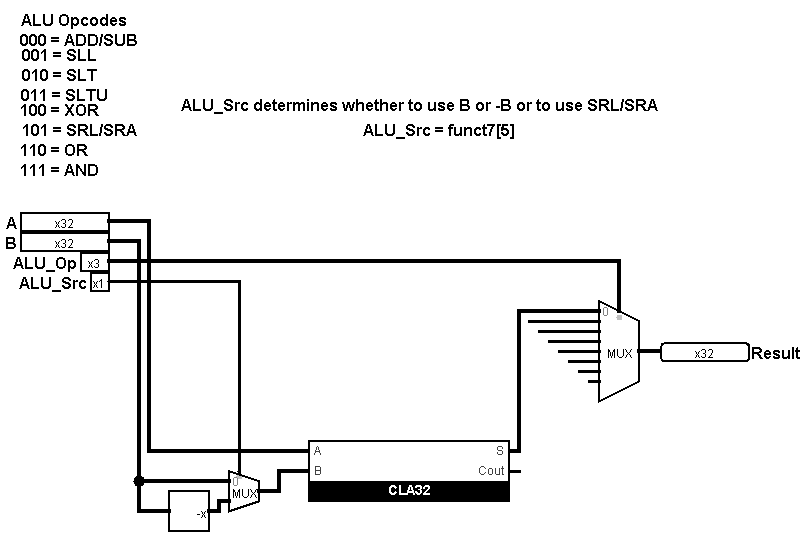 ALU Opcodes
000 = ADD/SUB
001 = SLL
010 = SLT
011 = SLTU
100 = XOR
101 = SRL/SRA
110 = OR
111 = AND
ALU_Src determines whether to use B or -B or to use SRL/SRA
ALU_Src = funct7[5]
A x32
B x32
ALU_Op x3
ALU_Src x1
0
MUX
x32 Result
A S
B Cout
CLA32
0
MUX
-x